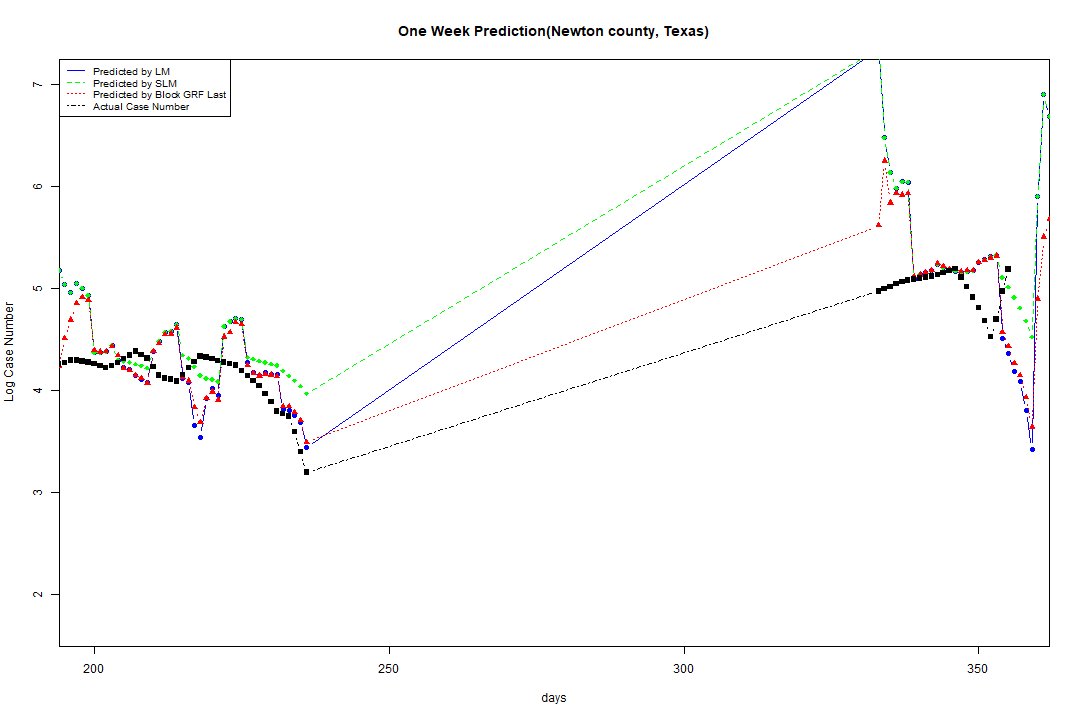 One Week Prediction(Newton county, Texas)
Predicted by LM
Predicted by SLM
Predicted by Block GRF Last
Actual Case Number
7
6
5
4
3
2
Log Case Number
200 250 300 350
days